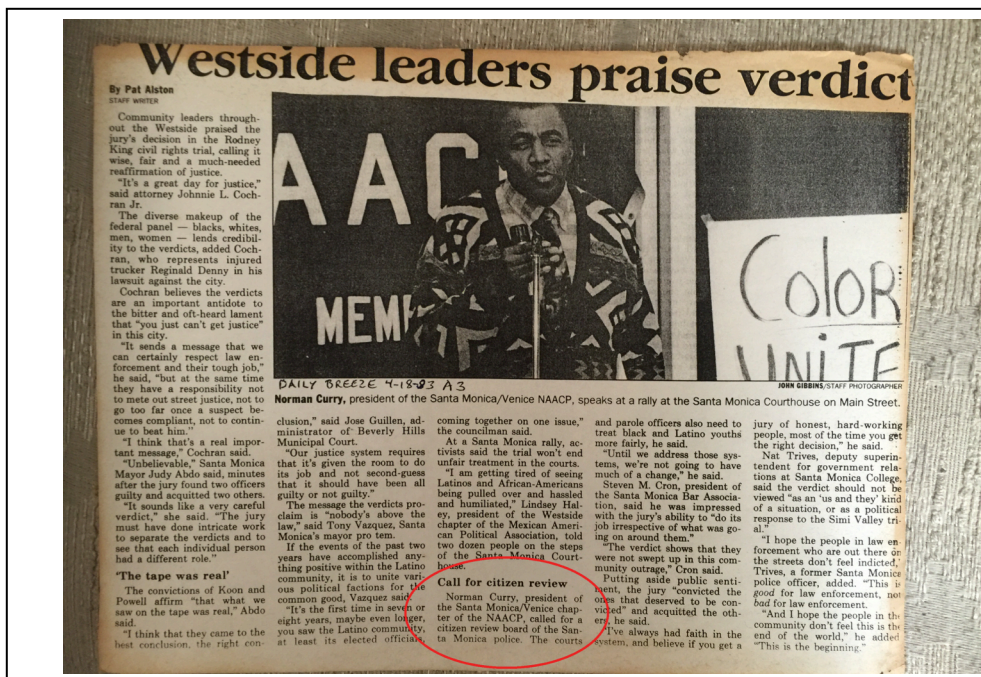 Westside leaders praise verdict
By Pat Alston
STAFF WRITER
Community leaders through-
out the Westside praised the
jury's decision in the Rodney
King civil rights trial, calling it
wise, fair and a much-needed
reaffirmation of justice.
"It's a great day for justice,"
said attorney Johnnie L. Coch-
ran Jr.
The diverse makeup of the
federal panel — blacks, whites,
men, women — lends credibil-
ity to the verdicts, added Coch-
ran, who represents injured
trucker Reginald Denny in his
lawsuit against the city.
Cochran believes the verdicts
are an important antidote to
the bitter and oft-heard lament
that "you just can't get justice"
in this city.
"It sends a message that we
can certainly respect law en-
forcement and their tough job,"
he said, "but at the same time
they have a responsibility not
to mete out street justice, not to
go too far once a suspect be-
comes compliant, not to contin-
ue to beat him."
"I think that's a real impor-
tant message," Cochran said.
"Unbelievable," Santa Monica
Mayor Judy Abdo said, minutes
after the jury found two officers
guilty and acquitted two others.
"It sounds like a very careful
verdict," she said. "The jury
must have done intricate work
to separate the verdicts and to
see that each individual person
had a different role."
'The tape was real'
The convictions of Koon and
Powell affirm "that what we
saw on the tape was real," Abdo
said.
"I think that they came to the
best conclusion, the right con-
AAC
MEM
COLOR
UNITE
DAILY BREEZE 4-18-93 A3
JOHN GIBBINS/STAFF PHOTOGRAPHER
Norman Curry, president of the Santa Monica/Venice NAACP, speaks at a rally at the Santa Monica Courthouse on Main Street.
clusion," said Jose Guillen, ad-
ministrator of Beverly Hills
Municipal Court.
"Our justice system requires
that it's given the room to do
its job and not second-guess
that it should have been all
guilty or not guilty."
The message the verdicts pro-
claim is "nobody's above the
law," said Tony Vazquez, Santa
Monica's mayor pro tem.
If the events of the past two
years have accomplished any-
thing positive within the Latino
community, it is to unite vari-
ous political factions for the
common good, Vazquez said.
"It's the first time in seven or
eight years, maybe even longer,
you saw the Latino community,
at least its elected officials,
coming together on one issue,"
the councilman said.
At a Santa Monica rally, ac-
tivists said the trial won't end
unfair treatment in the courts.
"I am getting tired of seeing
Latinos and African-Americans
being pulled over and hassled
and humiliated," Lindsey Hal-
ey, president of the Westside
chapter of the Mexican Ameri-
can Political Association, told
two dozen people on the steps
of the Santa Monica Court-
house.
Call for citizen review
Norman Curry, president of
the Santa Monica/Venice chap-
ter of the NAACP, called for a
citizen review board of the San-
ta Monica police. The courts
and parole officers also need to
treat black and Latino youths
more fairly, he said.
"Until we address those sys-
tems, we're not going to have
much of a change," he said.
Steven M. Cron, president of
the Santa Monica Bar Associa-
tion, said he was impressed
with the jury's ability to "do its
job irrespective of what was go-
ing on around them."
"The verdict shows that they
were not swept up in this com-
munity outrage," Cron said.
Putting aside public senti-
ment, the jury "convicted the
ones that deserved to be con-
victed" and acquitted the oth-
ers, he said.
"I've always had faith in the
system, and believe if you get a
jury of honest, hard-working
people, most of the time you get
the right decision," he said.
Nat Trives, deputy superin-
tendent for government rela-
tions at Santa Monica College,
said the verdict should not be
viewed "as an 'us and they' kind
of a situation, or as a political
response to the Simi Valley tri-
al."
"I hope the people in law en-
forcement who are out there on
the streets don't feel indicted,"
Trives, a former Santa Monica
police officer, added. "This is
good for law enforcement, not
bad for law enforcement.
"And I hope the people in the
community don't feel this is the
end of the world," he added
"This is the beginning."